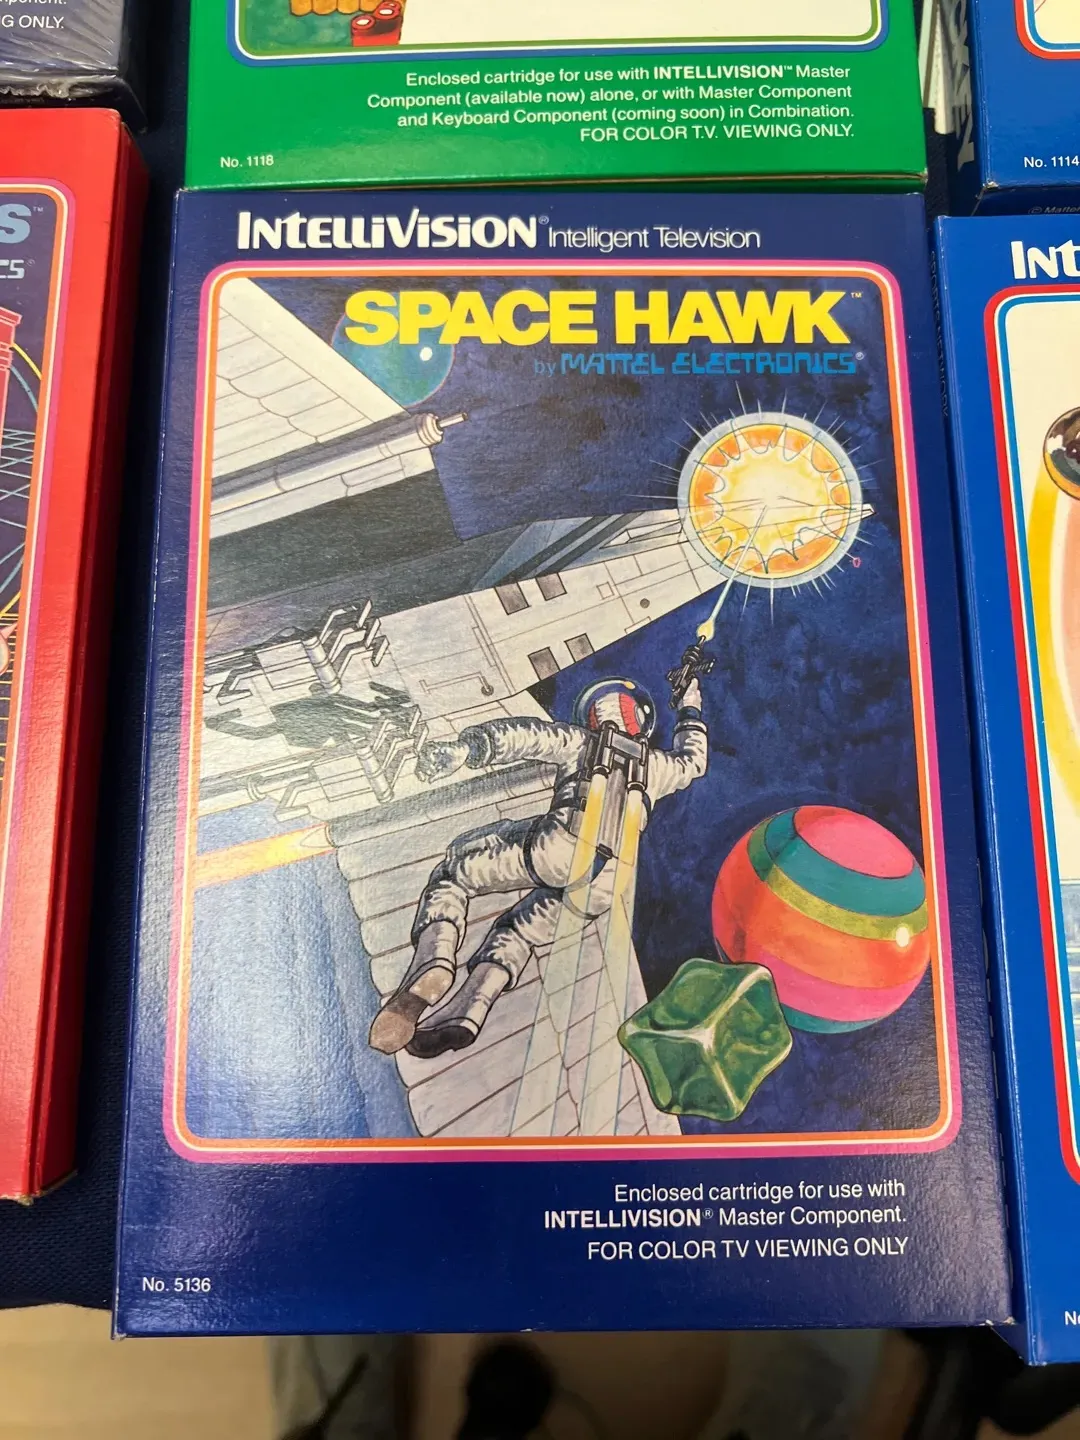 G ONLY.
Enclosed cartridge for use with INTELLIVISION™ Master
Component (available now) alone, or with Master Component
and Keyboard Component (coming soon) in Combination.
FOR COLOR T.V. VIEWING ONLY.
No. 1118
No. 1114
S™
CS®
INTELLIVISION® Intelligent Television
SPACE HAWK™
by MATTEL ELECTRONICS®
INT
Enclosed cartridge for use with
INTELLIVISION® Master Component.
FOR COLOR TV VIEWING ONLY
No. 5136